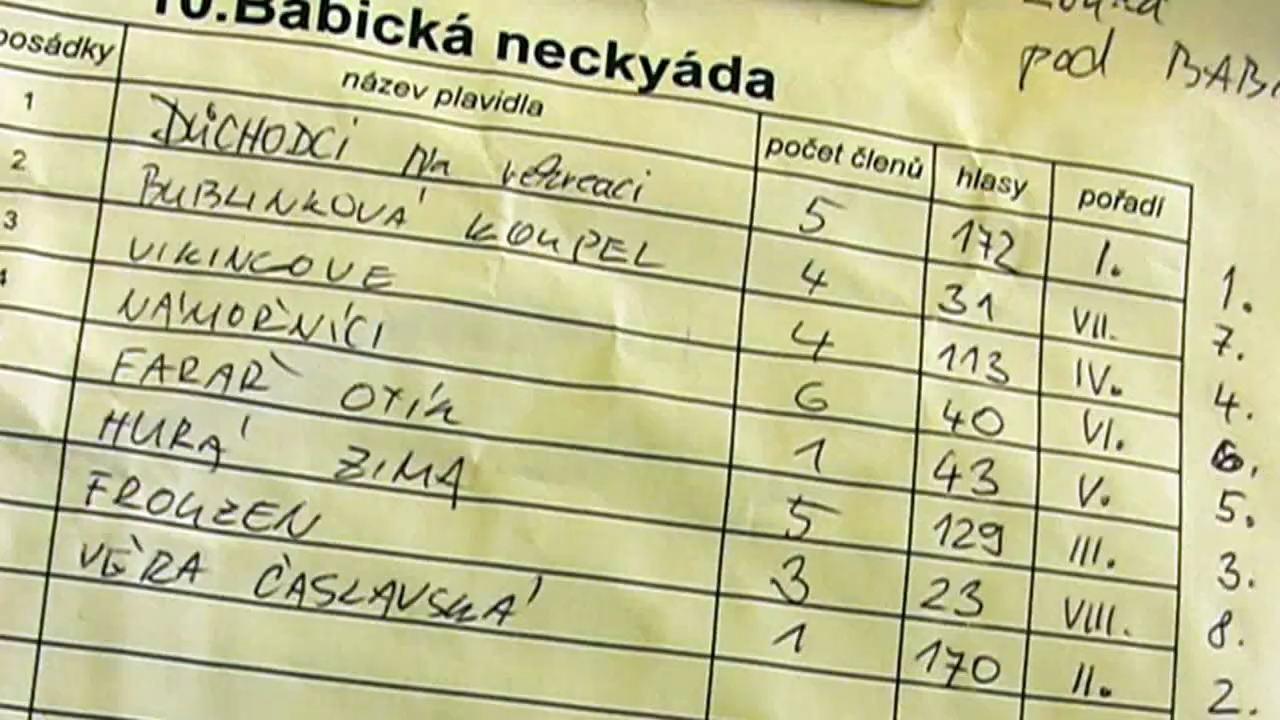 10.Babická neckyáda
pod BAB
posádky název plavidla počet členů hlasy pořadí
1 DŮCHODCI Na rekreaci 5 172 I. 1.
2 BUBLINKOVÁ KOUPEL 4 31 VII. 7.
3 VIKINGOVE 4 113 IV. 4.
4 NÁMOŘNÍCI 6 40 VI. 6.
FARÁŘ OTÍK 1 43 V. 5.
HURÁ ZIMA 5 129 III. 3.
FROUZEN 3 23 VIII. 8.
VĚRA ČÁSLAVSKÁ 1 170 II. 2.